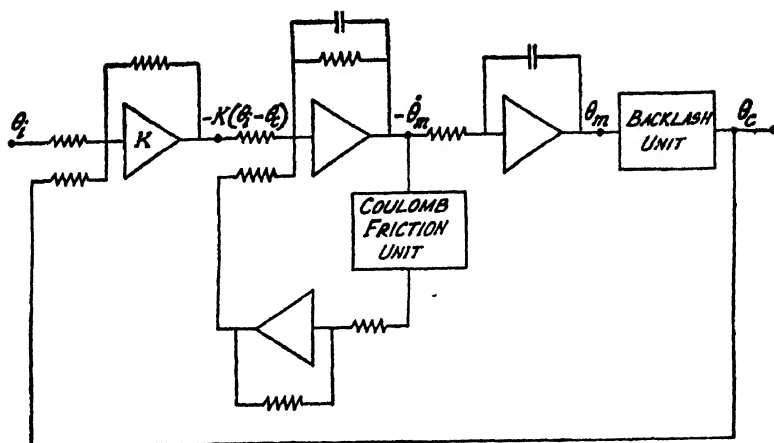 θi
K
-K(θi-θc)
-θ̇m
θm
BACKLASH
UNIT
θc
COULOMB
FRICTION
UNIT